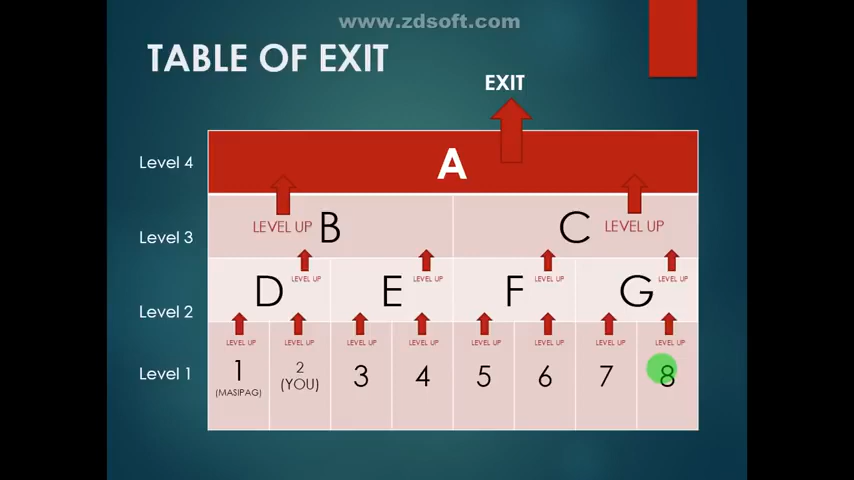 www.zdsoft.com
TABLE OF EXIT
EXIT
Level 4
A
Level 3
LEVEL UP B
C LEVEL UP
Level 2
D LEVEL UP
E LEVEL UP
F LEVEL UP
G LEVEL UP
LEVEL UP LEVEL UP LEVEL UP LEVEL UP LEVEL UP LEVEL UP LEVEL UP LEVEL UP
Level 1
1
(MASIPAG)
2
(YOU)
3
4
5
6
7
8